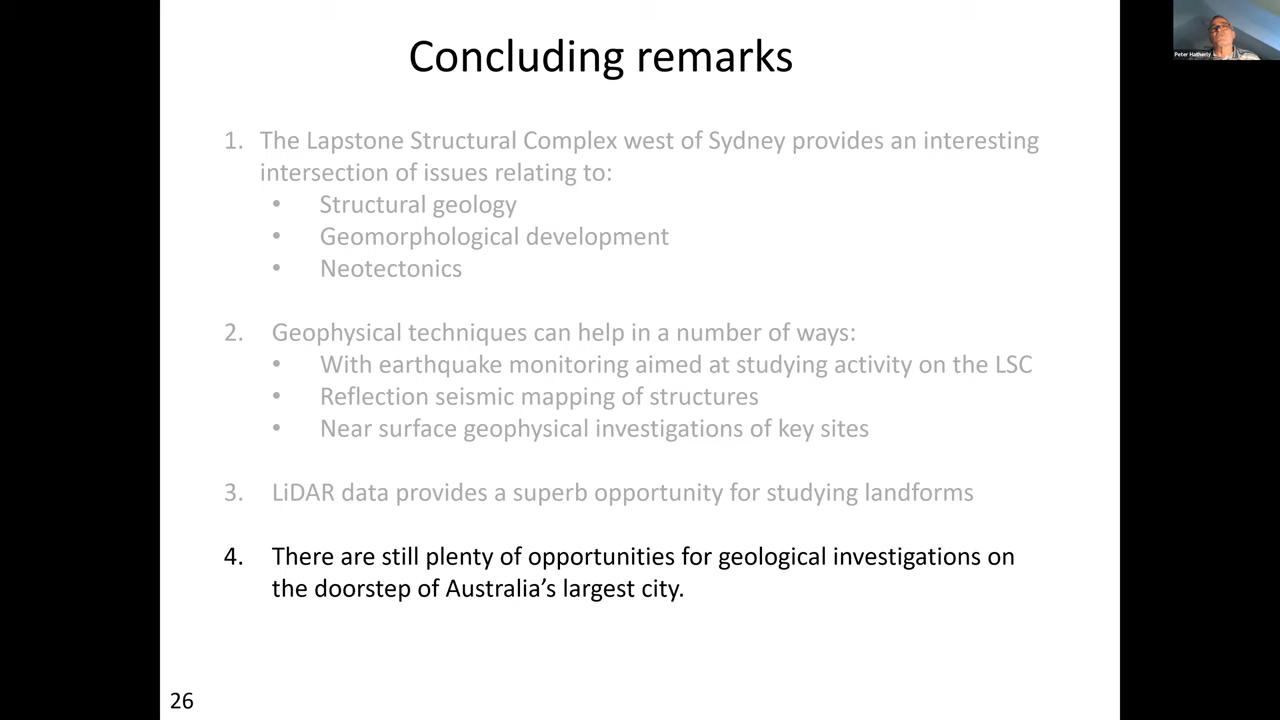 Concluding remarks
Peter Hatherly
1. The Lapstone Structural Complex west of Sydney provides an interesting
intersection of issues relating to:
• Structural geology
• Geomorphological development
• Neotectonics
2. Geophysical techniques can help in a number of ways:
• With earthquake monitoring aimed at studying activity on the LSC
• Reflection seismic mapping of structures
• Near surface geophysical investigations of key sites
3. LiDAR data provides a superb opportunity for studying landforms
4. There are still plenty of opportunities for geological investigations on
the doorstep of Australia’s largest city.
26